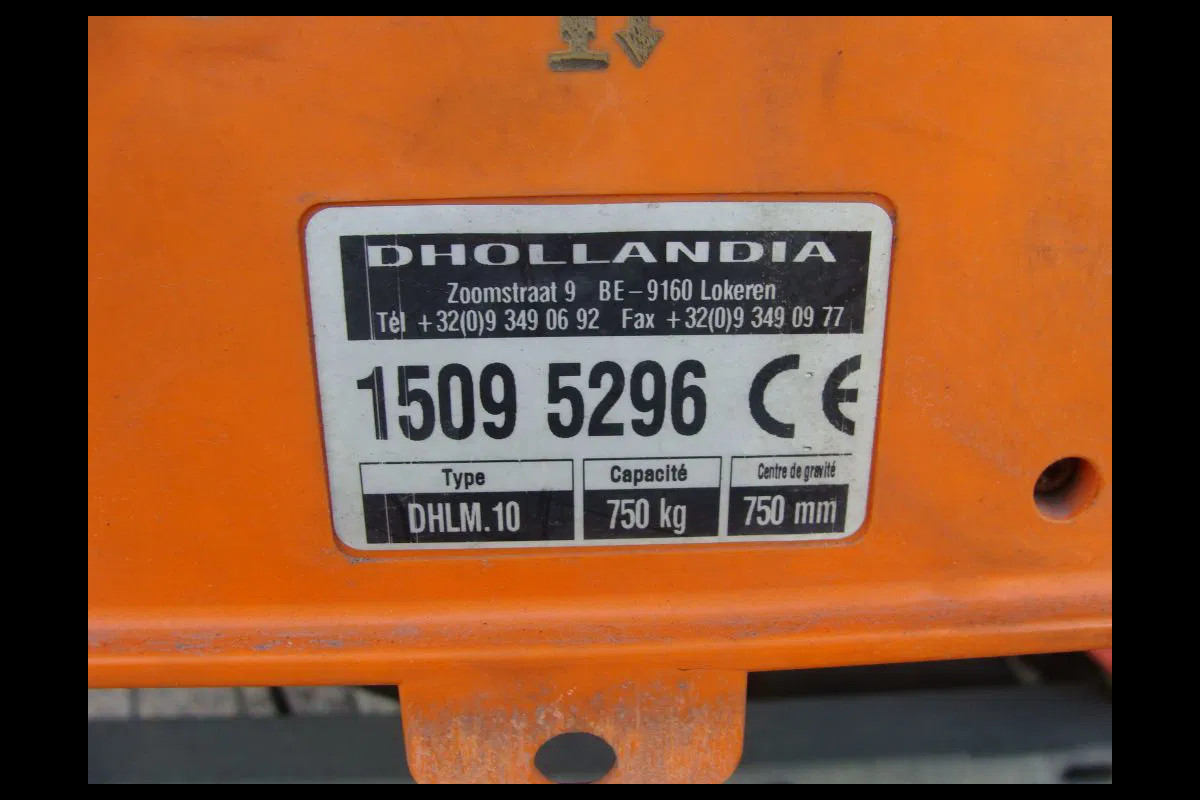 DHOLLANDIA
Zoomstraat 9 BE-9160 Lokeren
Tél +32(0)9 349 06 92 Fax +32(0)9 349 09 77
1509 5296 CE
Type Capacité Centre de gravité
DHLM.10 750 kg 750 mm